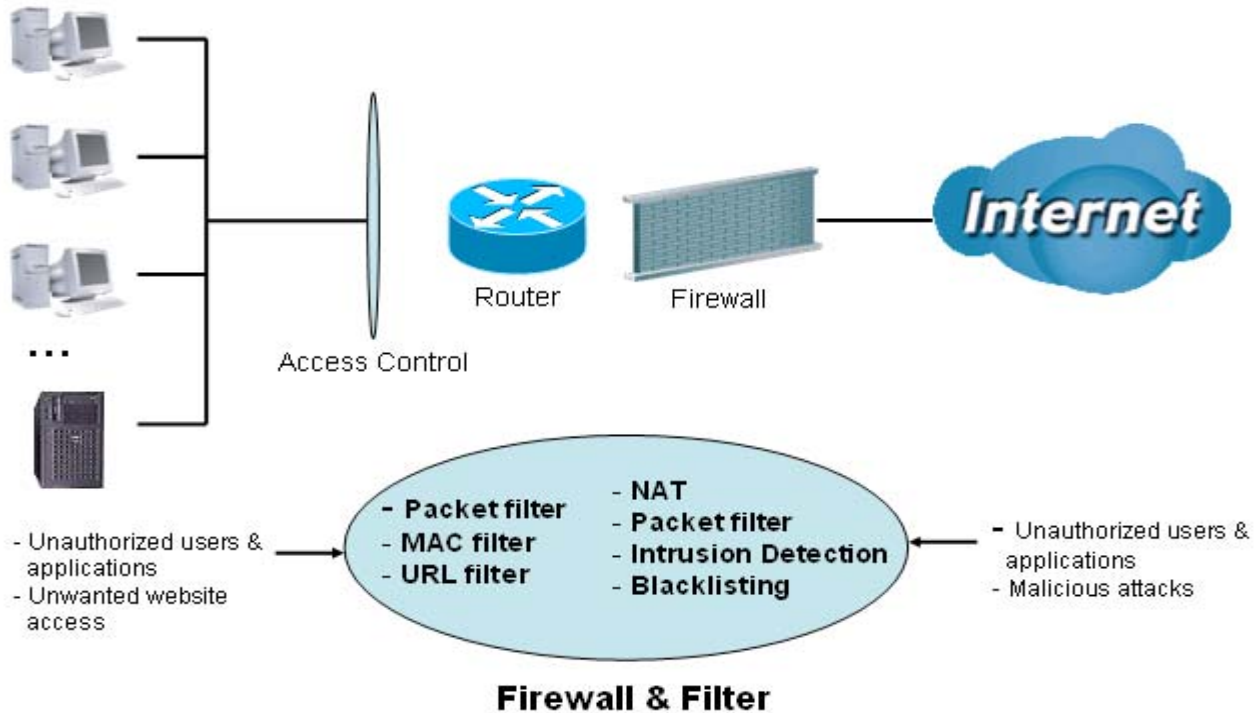 Internet
Router
Firewall
Access Control
...
- Packet filter
- MAC filter
- URL filter
- NAT
- Packet filter
- Intrusion Detection
- Blacklisting
- Unauthorized users &
applications
- Unwanted website
access
- Unauthorized users &
applications
- Malicious attacks
Firewall & Filter